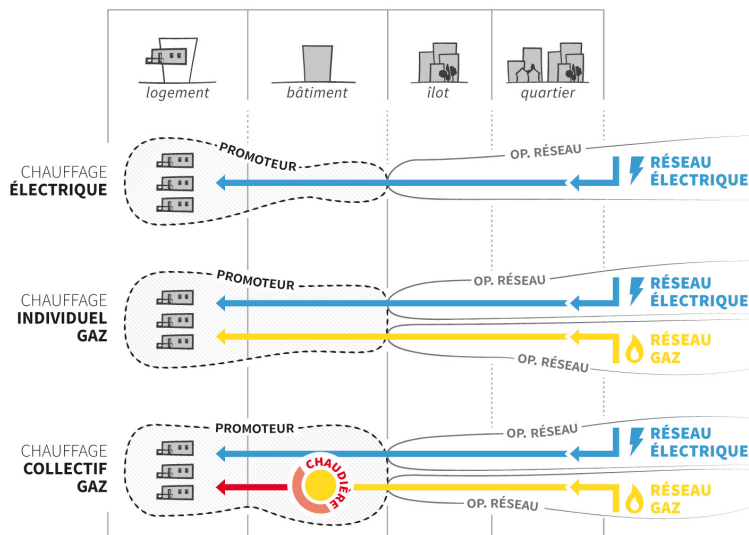 logement
bâtiment
îlot
quartier
CHAUFFAGE
ÉLECTRIQUE
PROMOTEUR
OP. RÉSEAU
RÉSEAU
ÉLECTRIQUE
CHAUFFAGE
INDIVIDUEL
GAZ
PROMOTEUR
OP. RÉSEAU
RÉSEAU
ÉLECTRIQUE
OP. RÉSEAU
RÉSEAU
GAZ
CHAUFFAGE
COLLECTIF
GAZ
PROMOTEUR
OP. RÉSEAU
RÉSEAU
ÉLECTRIQUE
CHAUDIÈRE
OP. RÉSEAU
RÉSEAU
GAZ